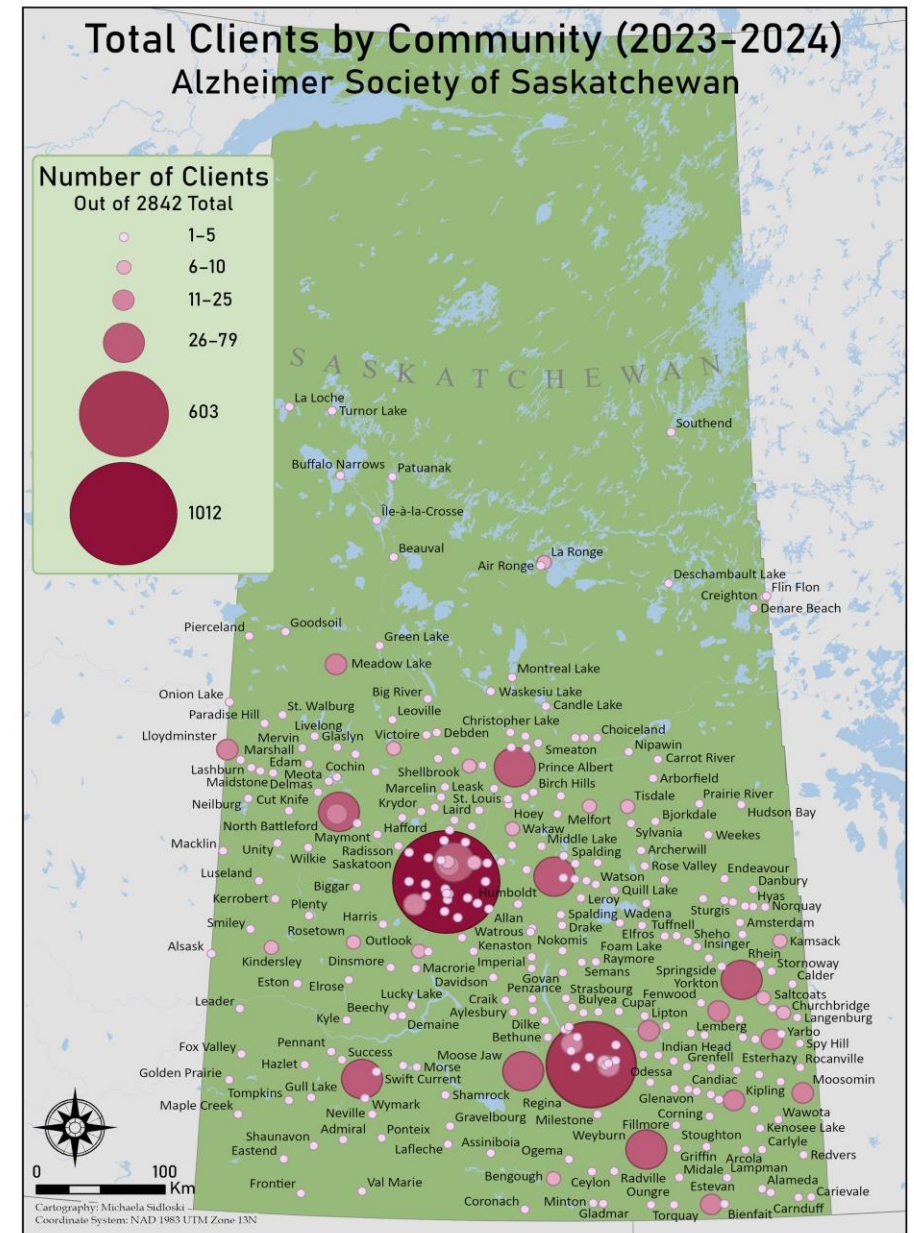 Total Clients by Community (2023-2024)
Alzheimer Society of Saskatchewan
Number of Clients
Out of 2842 Total
1–5
6–10
11–25
26–79
603
1012
SASKATCHEWAN
La Loche
Turnor Lake
Southend
Buffalo Narrows
Patuanak
Île-à-la-Crosse
Beauval
La Ronge
Air Ronge
Deschambault Lake
Flin Flon
Creighton
Denare Beach
Goodsoil
Pierceland
Green Lake
Meadow Lake
Montreal Lake
Onion Lake
Big River
Waskesiu Lake
Candle Lake
St. Walburg
Paradise Hill
Leoville
Livelong
Christopher Lake
Choiceland
Lloydminster
Mervin
Glaslyn
Victoire
Debden
Marshall
Smeaton
Nipawin
Edam
Cochin
Carrot River
Lashburn
Meota
Shellbrook
Prince Albert
Maidstone
Delmas
Marcelin
Leask
Birch Hills
Arborfield
Neilburg
Cut Knife
Krydor
St. Louis
Tisdale
Prairie River
Laird
Hoey
Melfort
Bjorkdale
Hudson Bay
North Battleford
Hafford
Wakaw
Sylvania
Weekes
Maymont
Middle Lake
Macklin
Unity
Radisson
Spalding
Archerwill
Wilkie
Saskatoon
Rose Valley
Endeavour
Luseland
Watson
Danbury
Biggar
Humboldt
Quill Lake
Kerrobert
Leroy
Hyas
Plenty
Allan
Sturgis
Norquay
Smiley
Harris
Spalding
Wadena
Amsterdam
Rosetown
Watrous
Drake
Tuffnell
Outlook
Elfros
Sheho
Kamsack
Alsask
Nokomis
Foam Lake
Insinger
Kindersley
Kenaston
Rhein
Dinsmore
Imperial
Raymore
Springside
Stornoway
Macrorie
Semans
Eston
Elrose
Davidson
Govan
Yorkton
Calder
Lucky Lake
Penzance
Strasbourg
Fenwood
Saltcoats
Leader
Beechy
Craik
Bulyea
Cupar
Churchbridge
Aylesbury
Lipton
Langenburg
Kyle
Demaine
Dilke
Lemberg
Yarbo
Bethune
Indian Head
Spy Hill
Fox Valley
Pennant
Esterhazy
Success
Moose Jaw
Grenfell
Rocanville
Hazlet
Morse
Odessa
Golden Prairie
Swift Current
Candiac
Moosomin
Tompkins
Gull Lake
Shamrock
Regina
Glenavon
Kipling
Maple Creek
Wymark
Milestone
Corning
Wawota
Neville
Gravelbourg
Fillmore
Kenosee Lake
Admiral
Ponteix
Weyburn
Stoughton
Shaunavon
Assiniboia
Carlyle
Eastend
Lafleche
Ogema
Griffin
Arcola
Redvers
Midale
Lampman
Bengough
Ceylon
Radville
Frontier
Val Marie
Estevan
Alameda
Oungre
Carievale
Coronach
Minton
Carnduff
Gladmar
Torquay
Bienfait
0
100
Km
Cartography: Michaela Sidloski
Coordinate System: NAD 1983 UTM Zone 13N